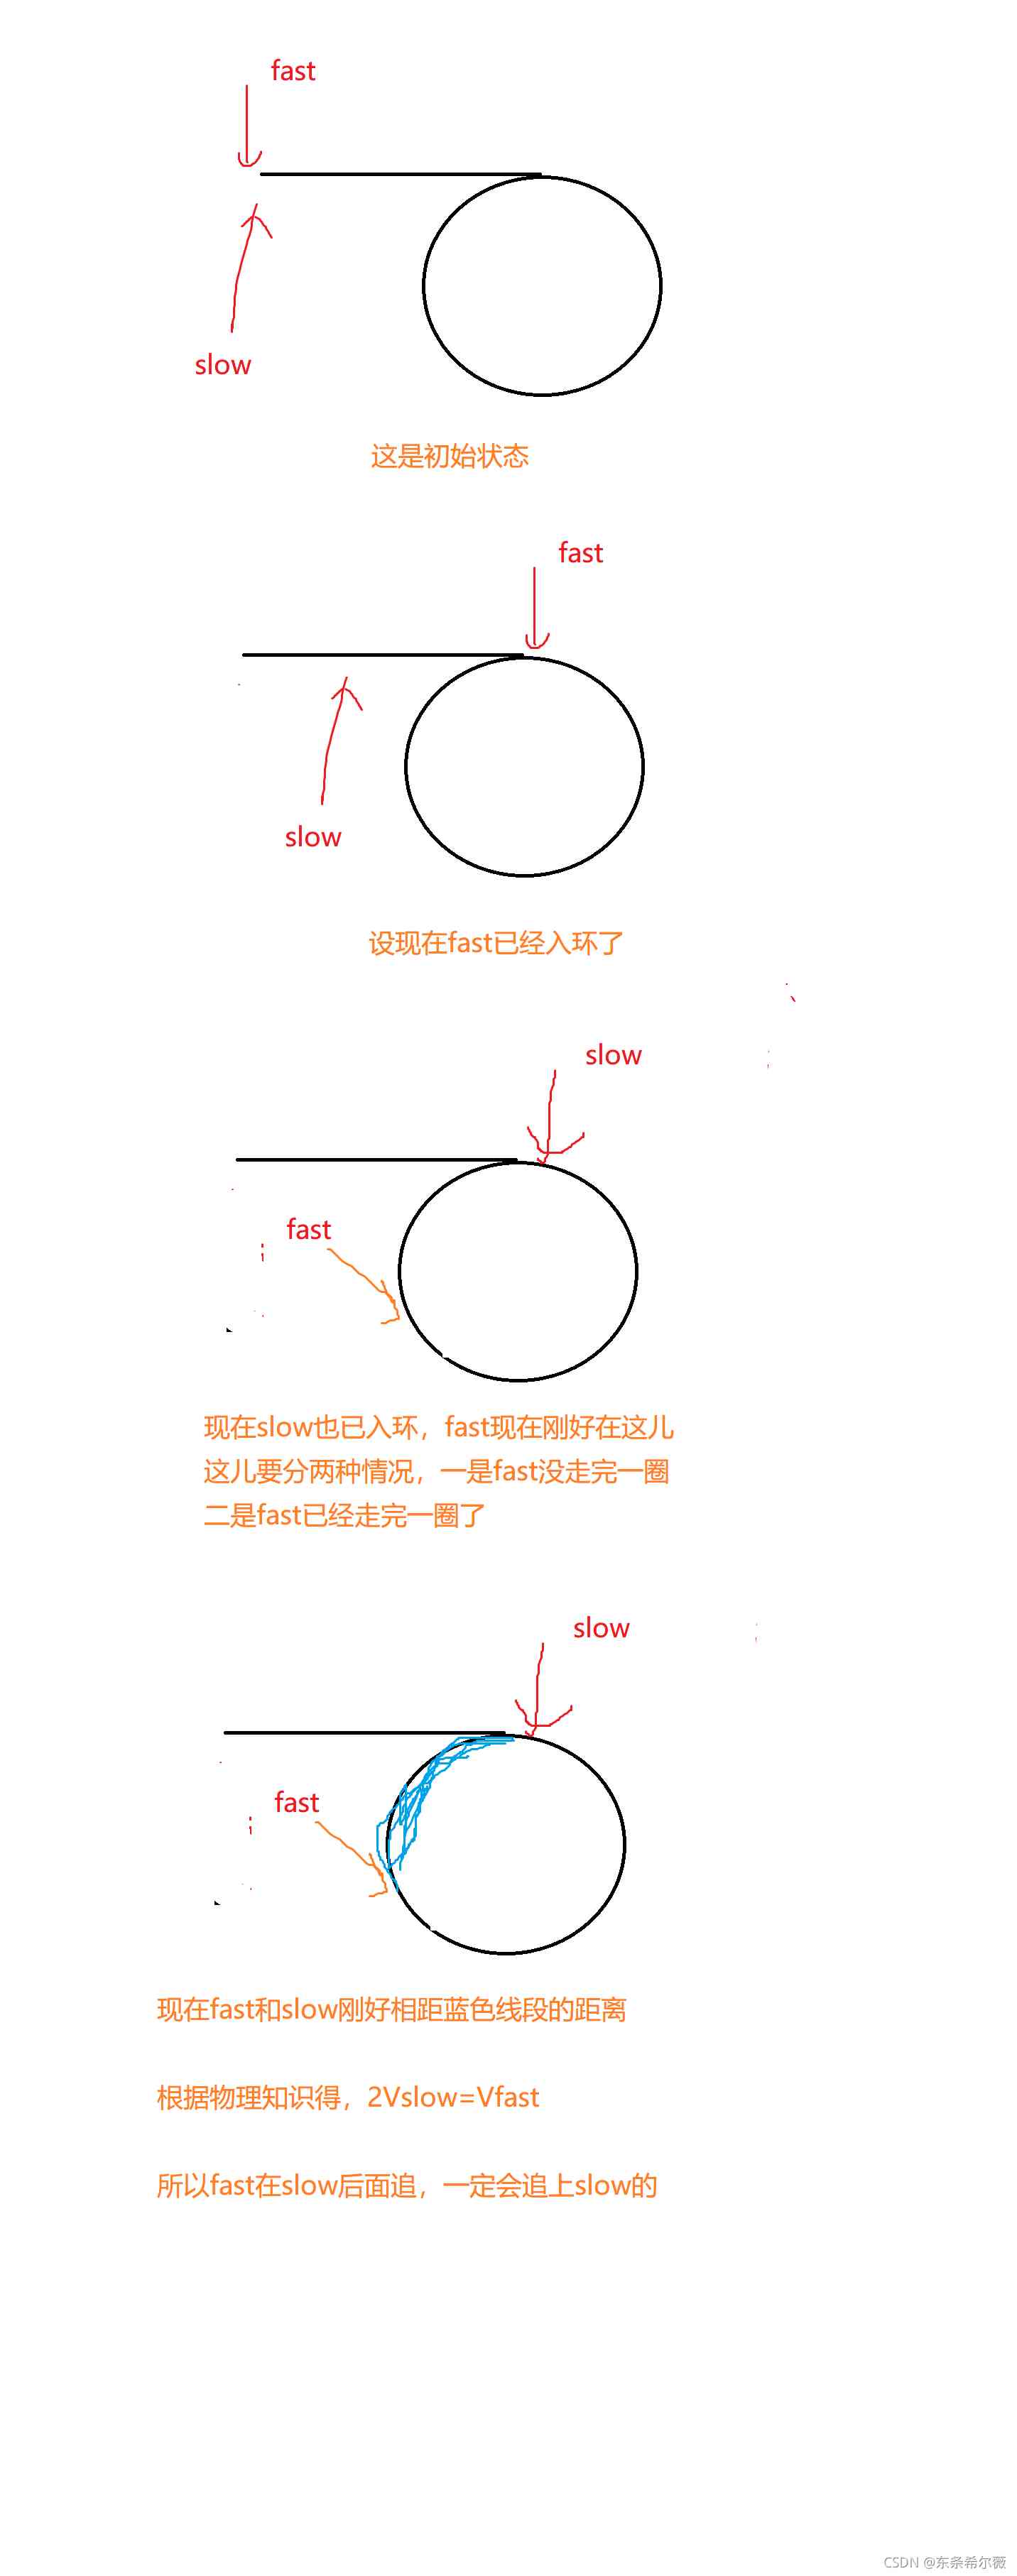 fast
slow
这是初始状态
fast
slow
设现在fast已经入环了
slow
fast
现在slow也已入环，fast现在刚好在这儿
这儿要分两种情况，一是fast没走完一圈
二是fast已经走完一圈了
slow
fast
现在fast和slow刚好相距蓝色线段的距离
根据物理知识得，2Vslow=Vfast
所以fast在slow后面追，一定会追上slow的
CSDN @东条希尔薇